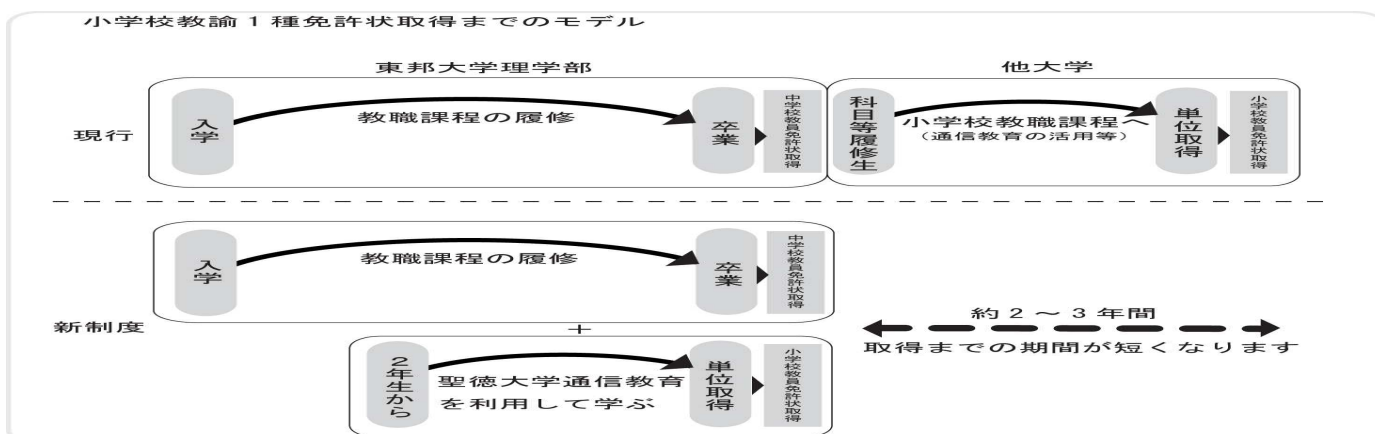 小学校教諭1種免許状取得までのモデル
東邦大学理学部
他大学
現行
入学
教職課程の履修
卒業
中学校教員免許状取得
科目等履修生
小学校教職課程へ
(通信教育の活用等)
単位取得
小学校教員免許状取得
新制度
入学
教職課程の履修
卒業
中学校教員免許状取得
+
2年生から
聖徳大学通信教育
を利用して学ぶ
単位取得
小学校教員免許状取得
約2~3年間
取得までの期間が短くなります